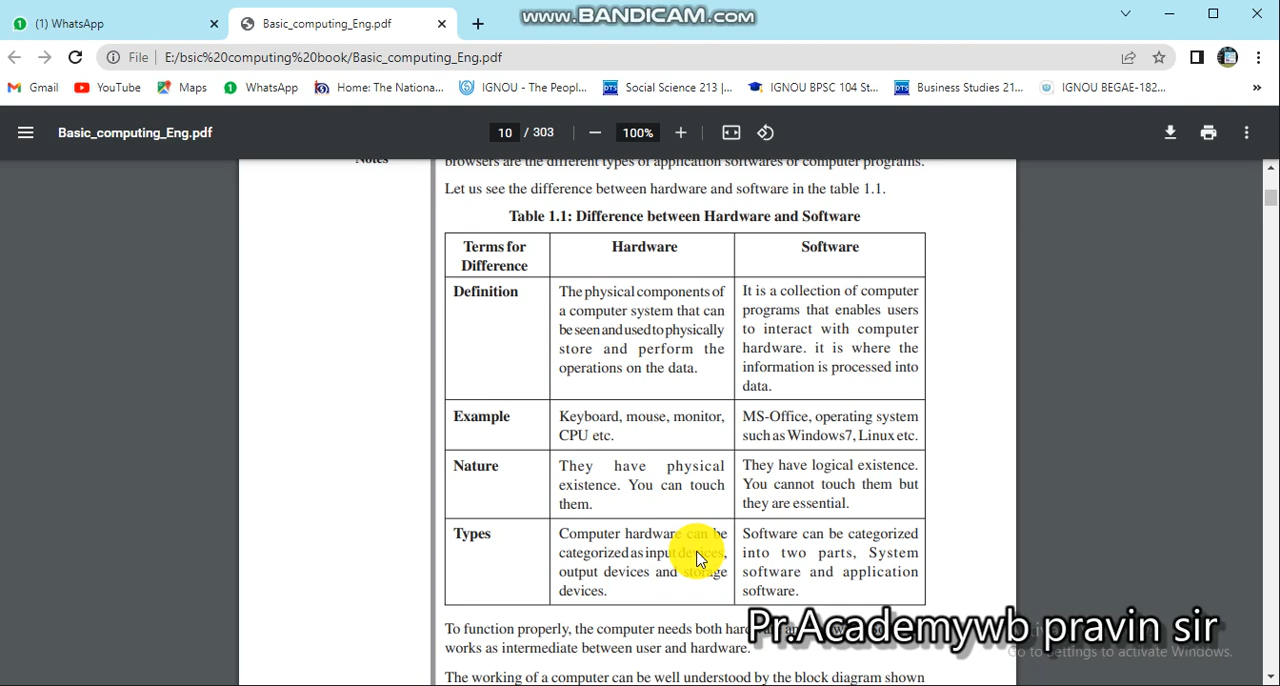 (1) WhatsApp
Basic_computing_Eng.pdf
www.BANDICAM.com
File
E:/bsic%20computing%20book/Basic_computing_Eng.pdf
Gmail
YouTube
Maps
WhatsApp
Home: The Nationa...
IGNOU - The Peopl...
Social Science 213 |...
IGNOU BPSC 104 St...
Business Studies 21...
IGNOU BEGAE-182...
Basic_computing_Eng.pdf
10 / 303
100%
Notes
browsers are the different types of application softwares or computer programs.
Let us see the difference between hardware and software in the table 1.1.
Table 1.1: Difference between Hardware and Software
Terms for
Difference
Hardware
Software
Definition
The physical components of
a computer system that can
be seen and used to physically
store and perform the
operations on the data.
It is a collection of computer
programs that enables users
to interact with computer
hardware. it is where the
information is processed into
data.
Example
Keyboard, mouse, monitor,
CPU etc.
MS-Office, operating system
such as Windows7, Linux etc.
Nature
They have physical
existence. You can touch
them.
They have logical existence.
You cannot touch them but
they are essential.
Types
Computer hardware can be
categorized as input devices,
output devices and storage
devices.
Software can be categorized
into two parts, System
software and application
software.
To function properly, the computer needs both
works as intermediate between user and hardware.
The working of a computer can be well understood by the block diagram shown
Pr.Academywb pravin sir
Go to Settings to activate Windows.